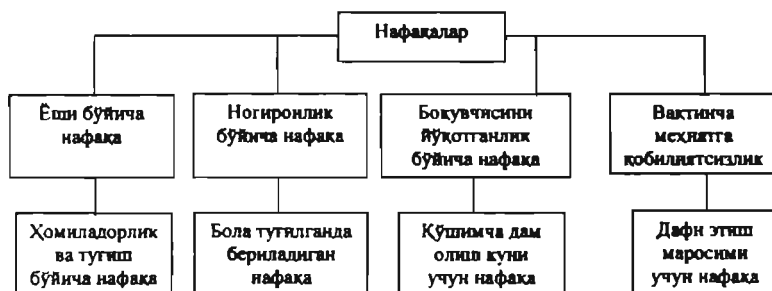 Нафақалар
Ёши бўйича
нафақа
Ногиронлик
бўйича нафақа
Боқувчисини
йўқотганлик
бўйича нафақа
Вақтинча
меҳнатга
қобилиятсизлик
Ҳомиладорлик
ва туғиш
бўйича нафақа
Бола туғилганда
бериладиган
нафақа
Қўшимча дам
олиш куни
учун нафақа
Дафн этиш
маросими
учун нафақа